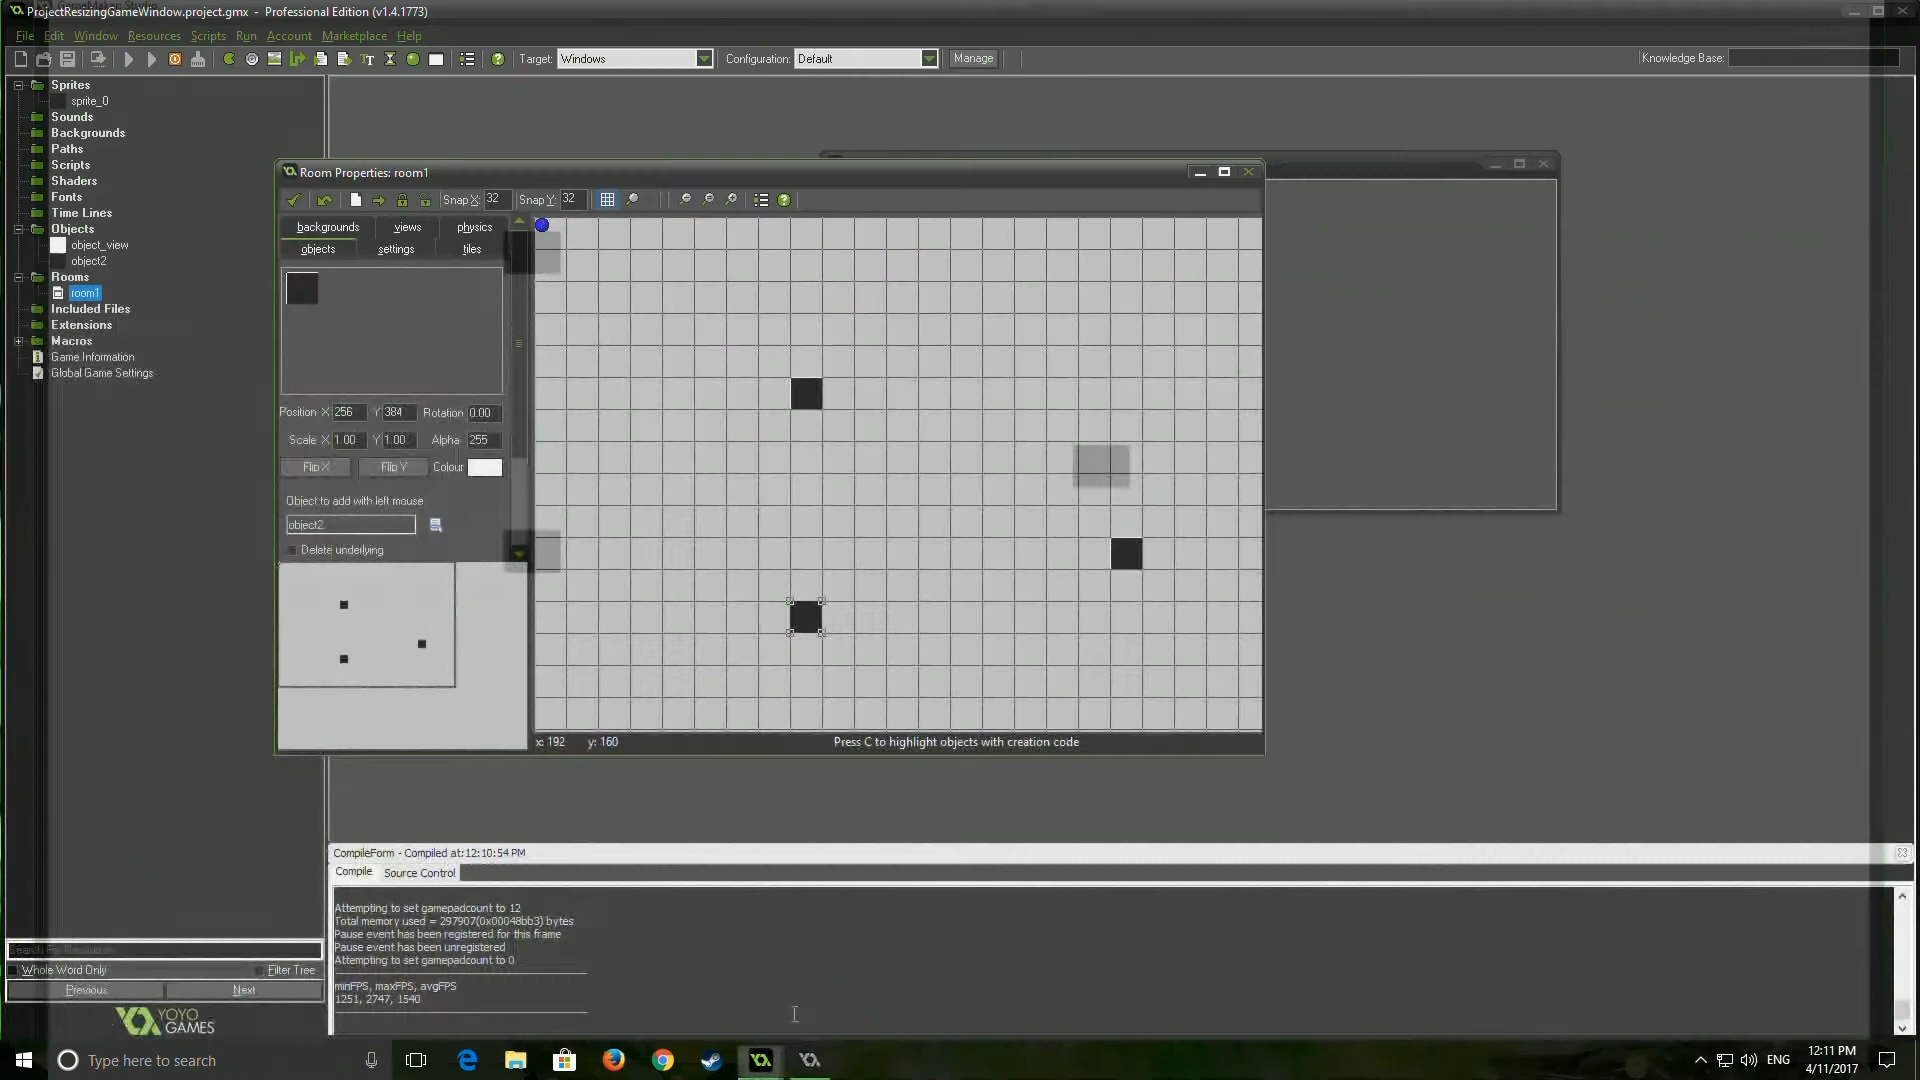 ProjectResizingGameWindow.project.gmx - Professional Edition (v1.4.1773)
File Edit Window Resources Scripts Run Account Marketplace Help
Target: Windows Configuration: Default Manage Knowledge Base:
Sprites
sprite_0
Sounds
Backgrounds
Paths
Scripts
Shaders
Fonts
Time Lines
Objects
object_view
object2
Rooms
room1
Included Files
Extensions
Macros
Game Information
Global Game Settings
Room Properties: room1
Snap X: 32 Snap Y: 32
backgrounds views physics
objects settings tiles
Position X 256 Y 384 Rotation 0.00
Scale X 1.00 Y 1.00 Alpha 255
Flip X Flip Y Colour
Object to add with left mouse
object2
Delete underlying
x: 192 y: 160 Press C to highlight objects with creation code
CompileForm - Compiled at:12:10:54 PM
Compile Source Control
Attempting to set gamepadcount to 12
Total memory used = 297907(0x00048bb3) bytes
Pause event has been registered for this frame
Pause event has been unregistered
Attempting to set gamepadcount to 0
minFPS, maxFPS, avgFPS
1251, 2747, 1540
Whole Word Only Filter Tree
Previous Next
YOYO
GAMES
Type here to search
ENG
12:11 PM
4/11/2017